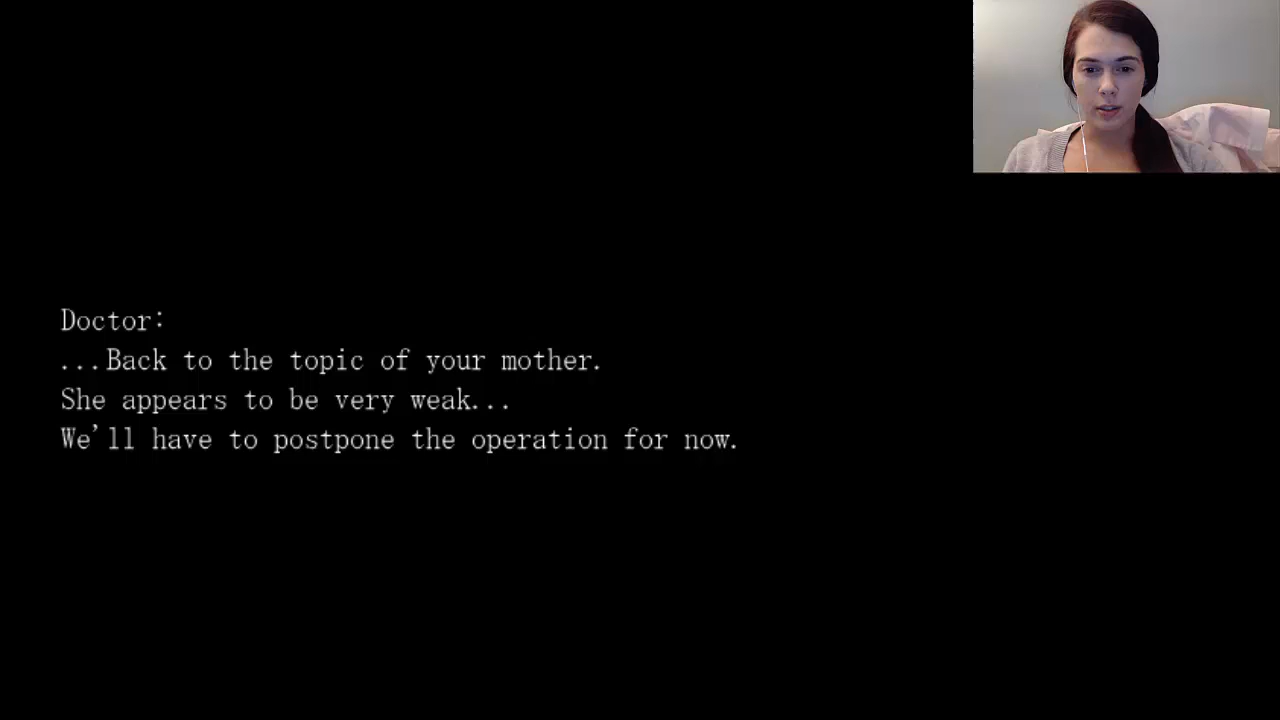 Doctor:
...Back to the topic of your mother.
She appears to be very weak...
We'll have to postpone the operation for now.